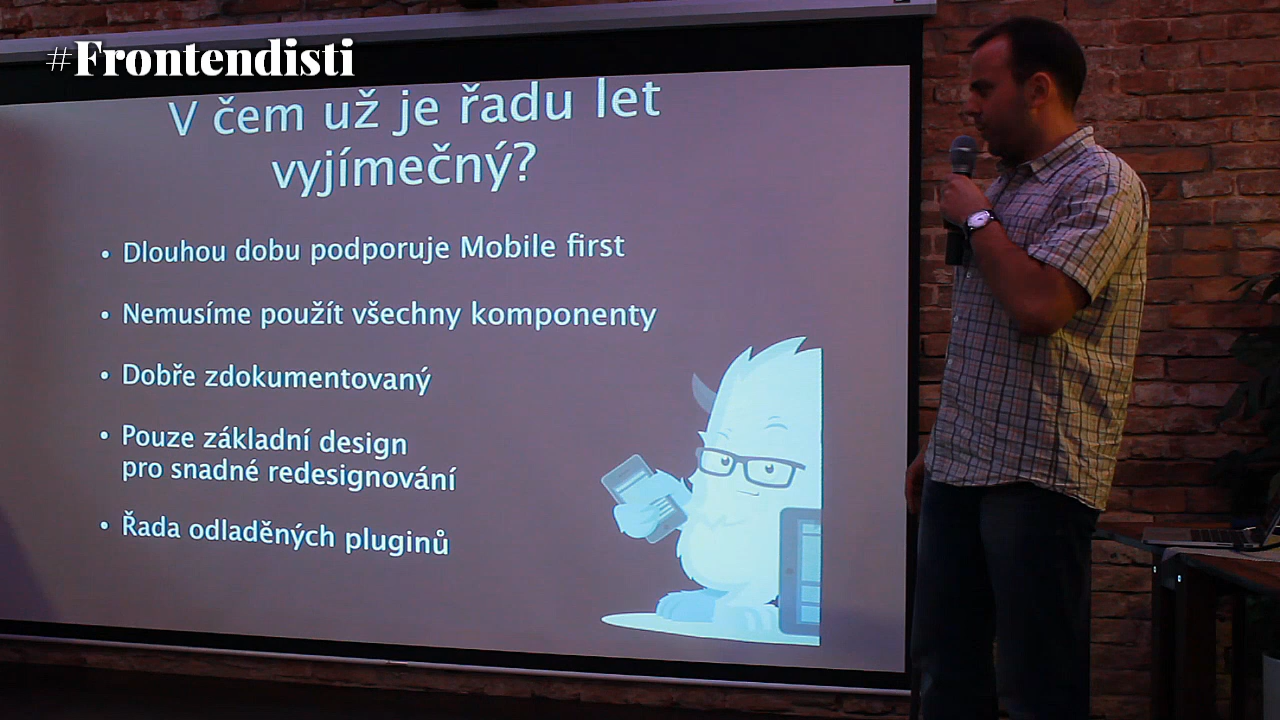 #Frontendisti
V čem už je řadu let
vyjímečný?
• Dlouhou dobu podporuje Mobile first
• Nemusíme použít všechny komponenty
• Dobře zdokumentovaný
• Pouze základní design
pro snadné redesignování
• Řada odladěných pluginů